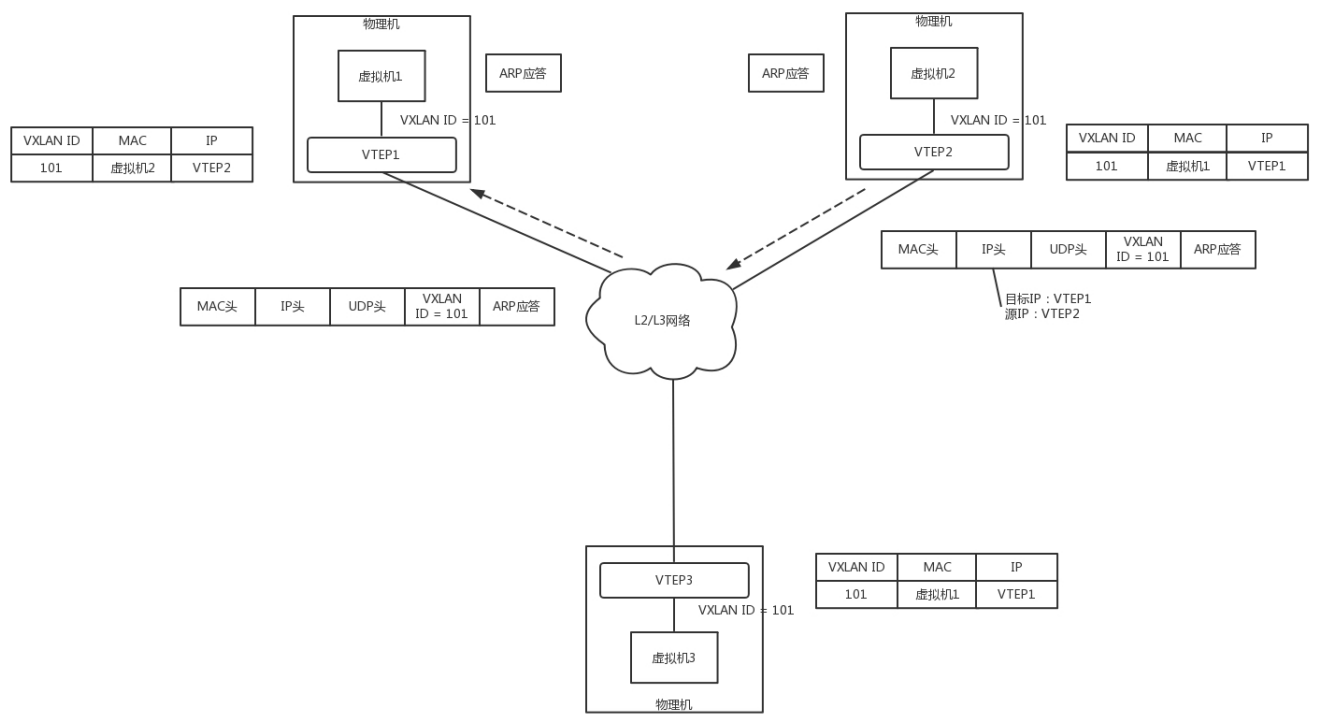 物理机
虚拟机1
ARP应答
VXLAN ID = 101
VTEP1
VXLAN ID MAC IP
101 虚拟机2 VTEP2
物理机
虚拟机2
ARP应答
VXLAN ID = 101
VTEP2
VXLAN ID MAC IP
101 虚拟机1 VTEP1
MAC头 IP头 UDP头 VXLAN ID = 101 ARP应答
目标IP：VTEP1
源IP：VTEP2
MAC头 IP头 UDP头 VXLAN ID = 101 ARP应答
L2/L3网络
VTEP3
VXLAN ID = 101
虚拟机3
物理机
VXLAN ID MAC IP
101 虚拟机1 VTEP1